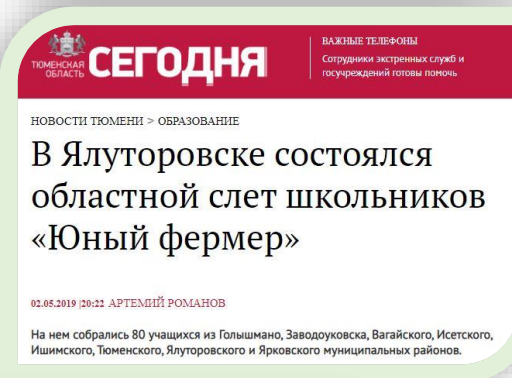 ТЮМЕНСКАЯ
ОБЛАСТЬ
СЕГОДНЯ
ВАЖНЫЕ ТЕЛЕФОНЫ
Сотрудники экстренных служб и
госучреждений готовы помочь
НОВОСТИ ТЮМЕНИ > ОБРАЗОВАНИЕ
В Ялуторовске состоялся
областной слет школьников
«Юный фермер»
02.05.2019 |20:22 АРТЕМИЙ РОМАНОВ
На нем собрались 80 учащихся из Голышмано, Заводоуковска, Вагайского, Исетского,
Ишимского, Тюменского, Ялуторовского и Ярковского муниципальных районов.